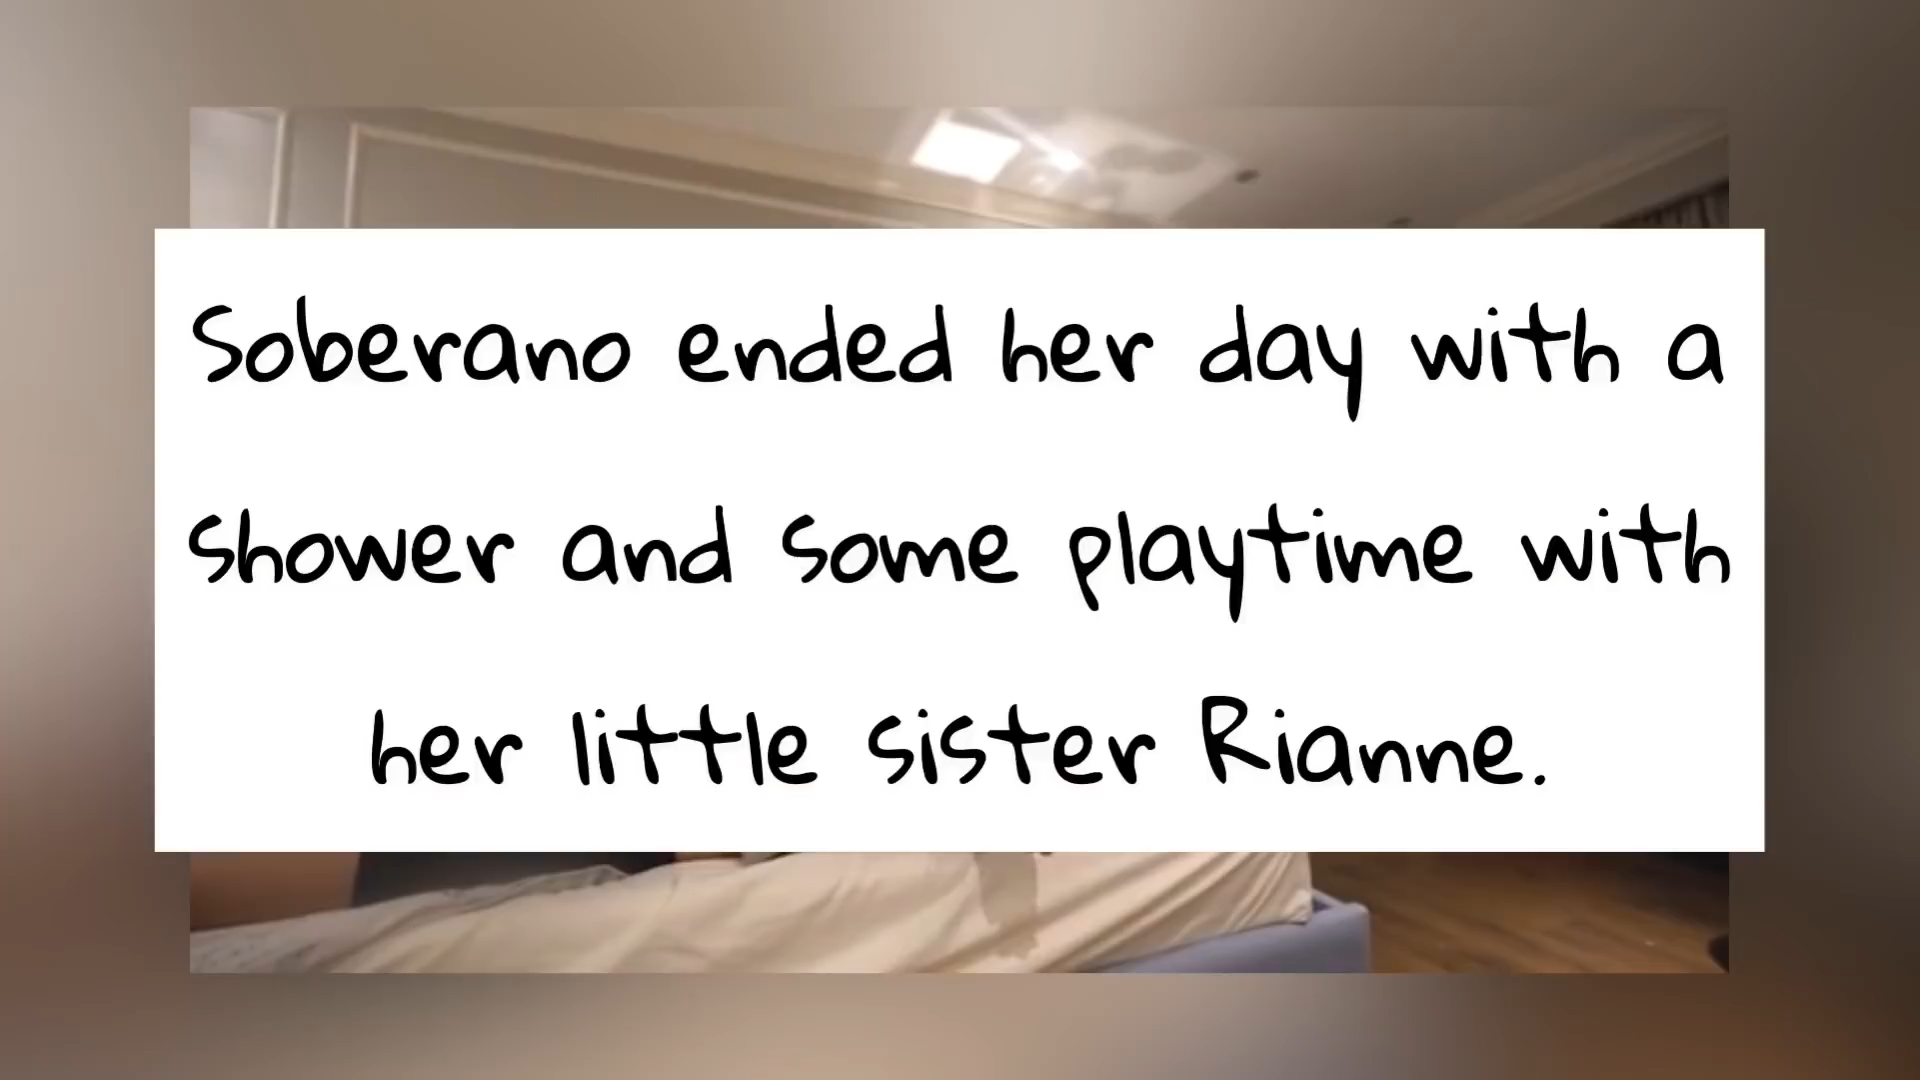 Soberano ended her day with a
shower and some playtime with
her little sister Rianne.